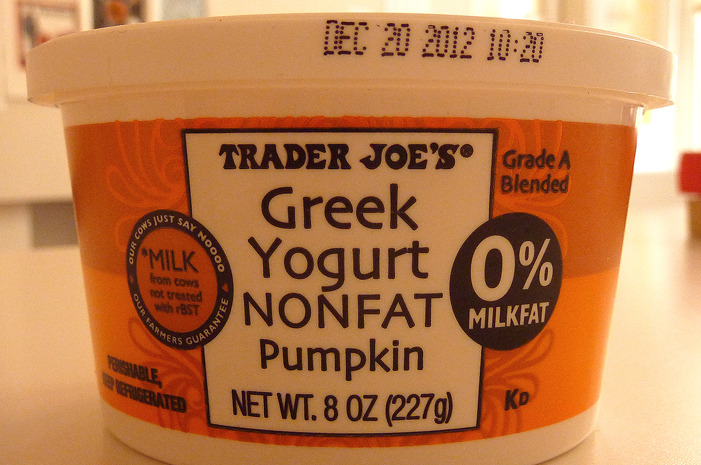 DEC 20 2012 10:20
TRADER JOE'S®
Grade A
Blended
Greek
Yogurt
NONFAT
Pumpkin
NET WT. 8 OZ (227g)
OUR COWS JUST SAY NOOOO
*MILK
from cows
not treated
with rBST
OUR FARMERS GUARANTEE
0%
MILKFAT
PERISHABLE,
KEEP REFRIGERATED
KD